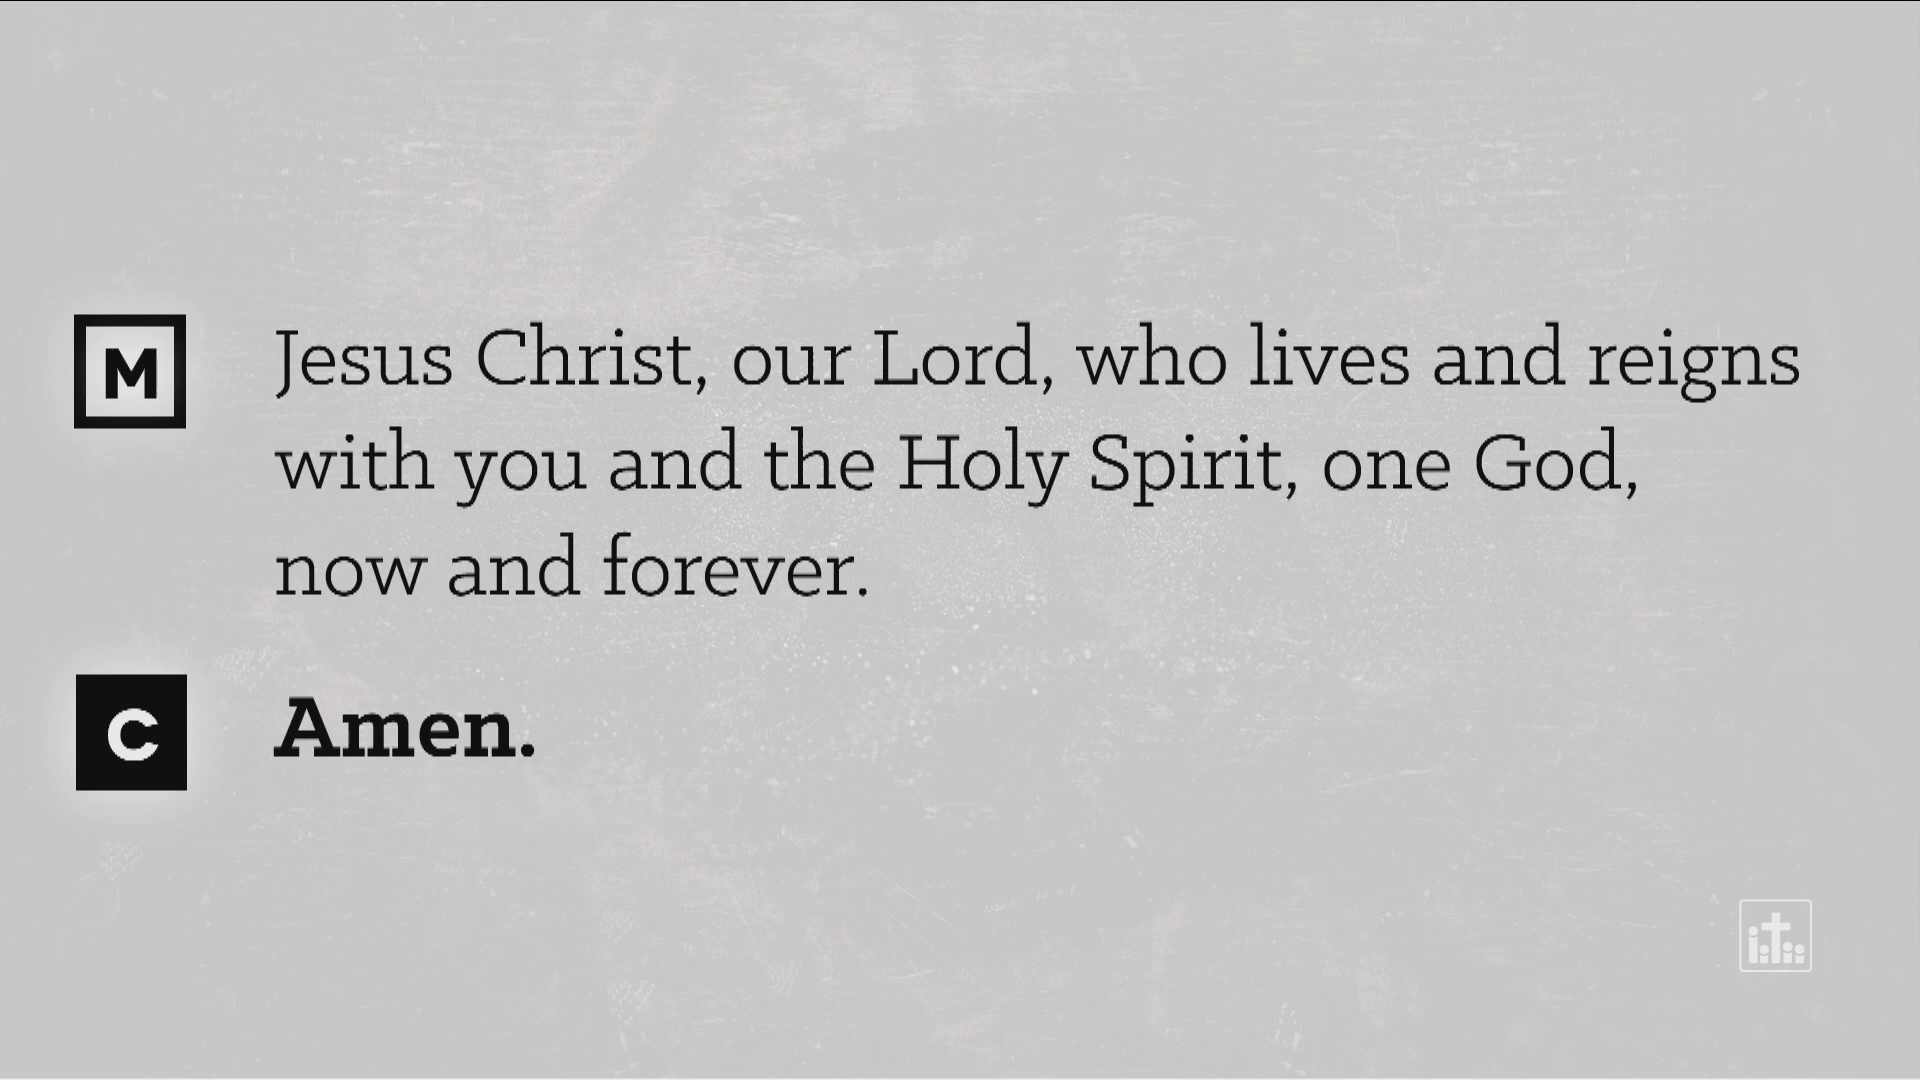 M Jesus Christ, our Lord, who lives and reigns
with you and the Holy Spirit, one God,
now and forever.
C Amen.